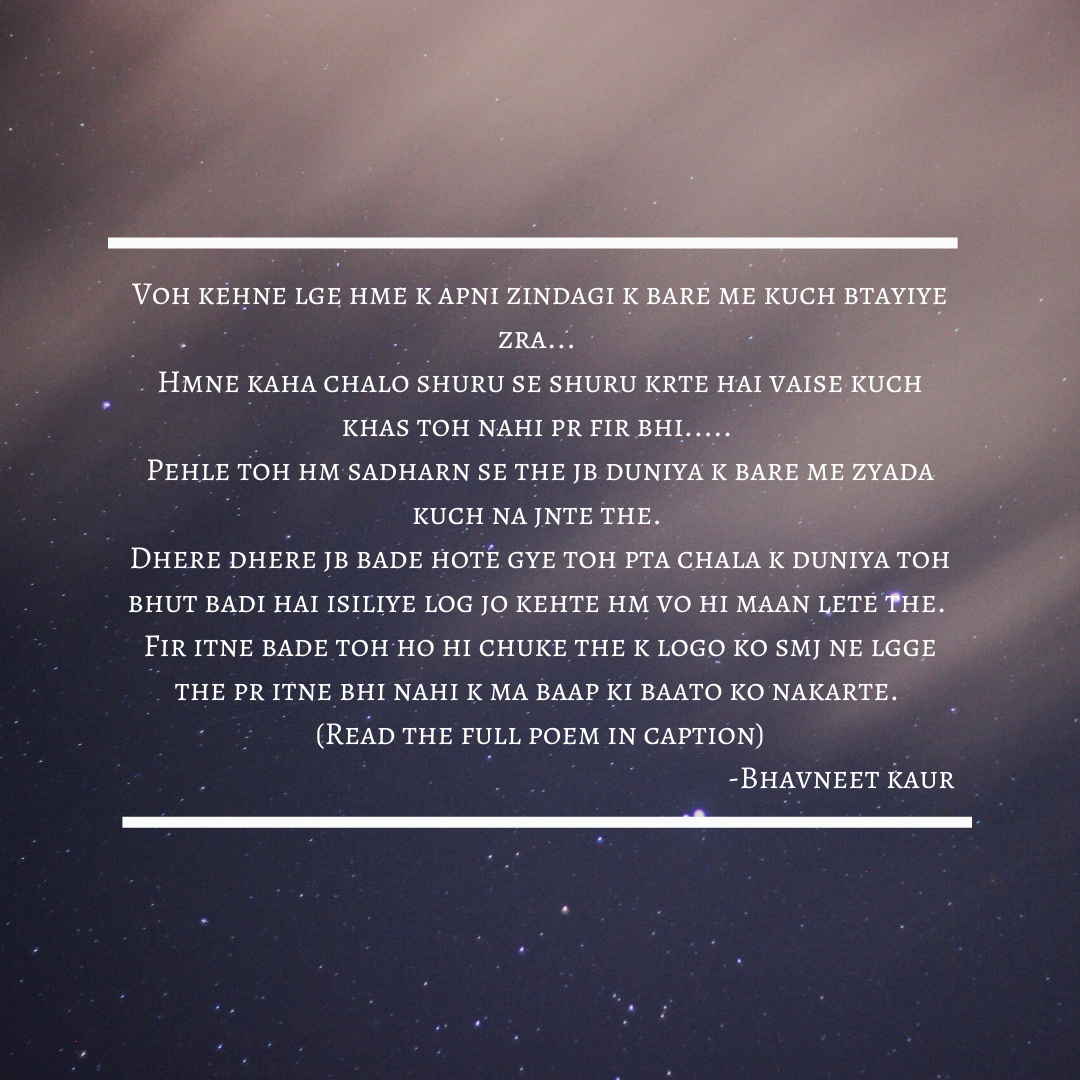 Voh kehne lge hme k apni zindagi k bare me kuch btayiye
zra...
Hmne kaha chalo shuru se shuru krte hai vaise kuch
khas toh nahi pr fir bhi.....
Pehle toh hm sadharn se the jb duniya k bare me zyada
kuch na jnte the.
Dhere dhere jb bade hote gye toh pta chala k duniya toh
bhut badi hai isiliye log jo kehte hm vo hi maan lete the.
Fir itne bade toh ho hi chuke the k logo ko smj ne lgge
the pr itne bhi nahi k ma baap ki baato ko nakarte.
(Read the full poem in caption)
-Bhavneet kaur